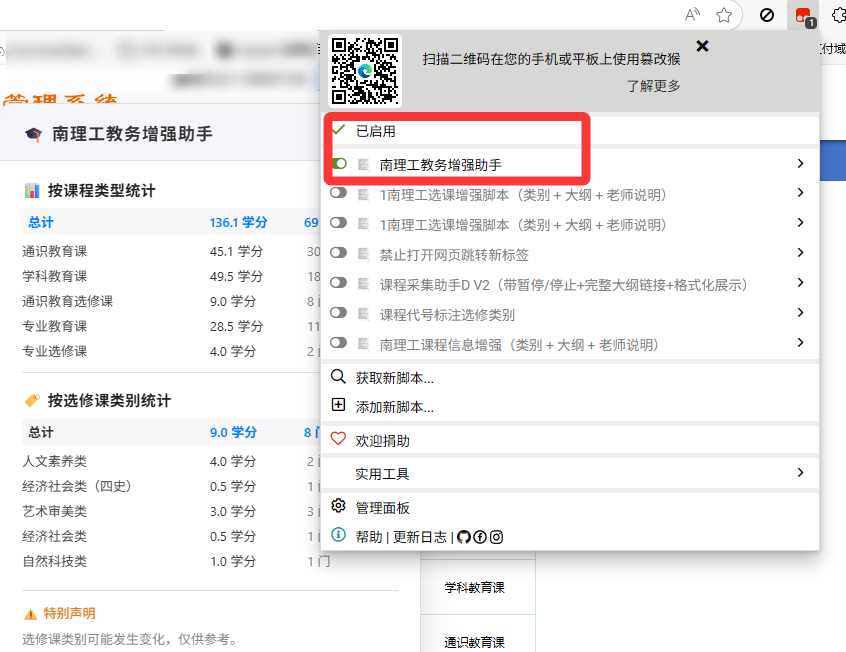 1
扫描二维码在您的手机或平板上使用篡改猴
了解更多
管理系统
付域
南理工教务增强助手
按课程类型统计
总计 136.1 学分 69
通识教育课 45.1 学分 30
学科教育课 49.5 学分 18
通识教育选修课 9.0 学分 8 门
专业教育课 28.5 学分 11
专业选修课 4.0 学分 2 门
按选修课类别统计
总计 9.0 学分 8 门
人文素养类 4.0 学分 2 门
经济社会类（四史） 0.5 学分 1 门
艺术审美类 3.0 学分 3 门
经济社会类 0.5 学分 1 门
自然科技类 1.0 学分 1 门
特别声明
选修课类别可能发生变化，仅供参考。
已启用
南理工教务增强助手
1南理工选课增强脚本（类别 + 大纲 + 老师说明）
1南理工选课增强脚本（类别 + 大纲 + 老师说明）
禁止打开网页跳转新标签
课程采集助手D V2（带暂停/停止+完整大纲链接+格式化展示）
课程代号标注选修类别
南理工课程信息增强（类别 + 大纲 + 老师说明）
获取新脚本...
添加新脚本...
欢迎捐助
实用工具
管理面板
帮助 | 更新日志 |
学科教育课
通识教育课